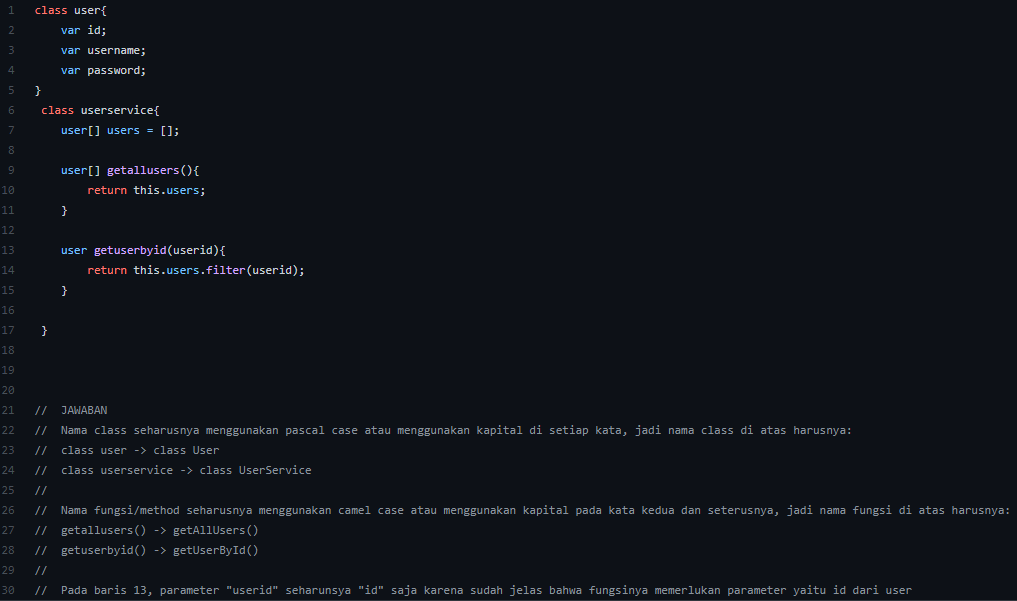 1 class user{
2 var id;
3 var username;
4 var password;
5 }
6 class userservice{
7 user[] users = [];
8
9 user[] getallusers(){
10 return this.users;
11 }
12
13 user getuserbyid(userid){
14 return this.users.filter(userid);
15 }
16
17 }
18
19
20
21 // JAWABAN
22 // Nama class seharusnya menggunakan pascal case atau menggunakan kapital di setiap kata, jadi nama class di atas harusnya:
23 // class user -> class User
24 // class userservice -> class UserService
25 //
26 // Nama fungsi/method seharusnya menggunakan camel case atau menggunakan kapital pada kata kedua dan seterusnya, jadi nama fungsi di atas harusnya:
27 // getallusers() -> getAllUsers()
28 // getuserbyid() -> getUserById()
29 //
30 // Pada baris 13, parameter "userid" seharunsya "id" saja karena sudah jelas bahwa fungsinya memerlukan parameter yaitu id dari user